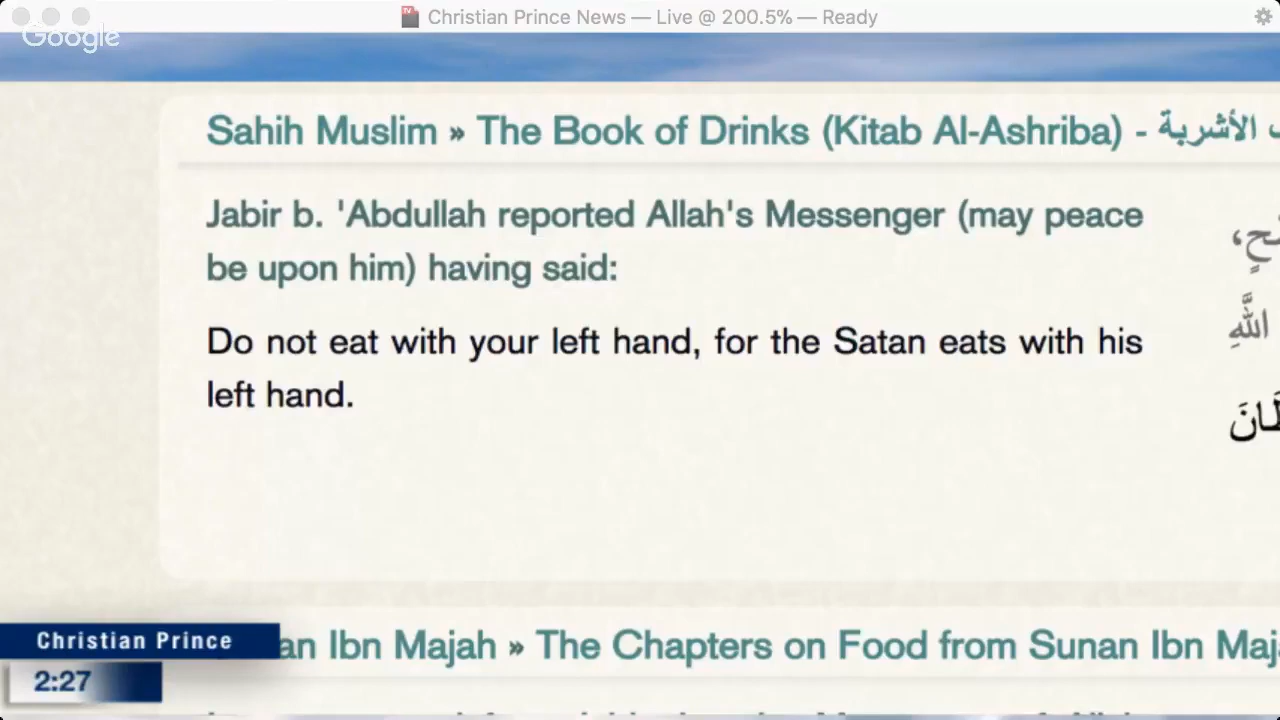 Christian Prince News — Live @ 200.5% — Ready
Google
Sahih Muslim » The Book of Drinks (Kitab Al-Ashriba) - الأشربة
Jabir b. 'Abdullah reported Allah's Messenger (may peace
be upon him) having said:
اللَّهِ
Do not eat with your left hand, for the Satan eats with his
left hand.
Christian Prince
an Ibn Majah » The Chapters on Food from Sunan Ibn Maj
2:27